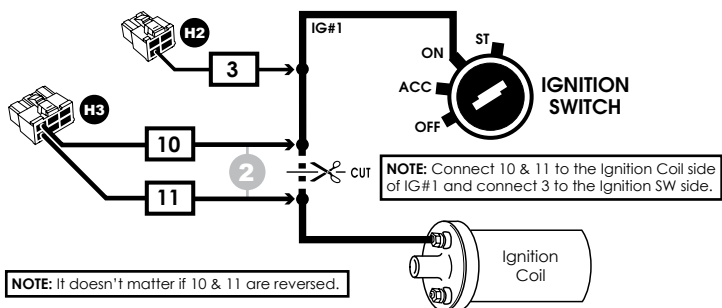 H2
IG#1
ST
ON
3
ACC
IGNITION
SWITCH
H3
OFF
10
2
CUT
NOTE: Connect 10 & 11 to the Ignition Coil side
of IG#1 and connect 3 to the Ignition SW side.
11
Ignition
Coil
NOTE: It doesn't matter if 10 & 11 are reversed.